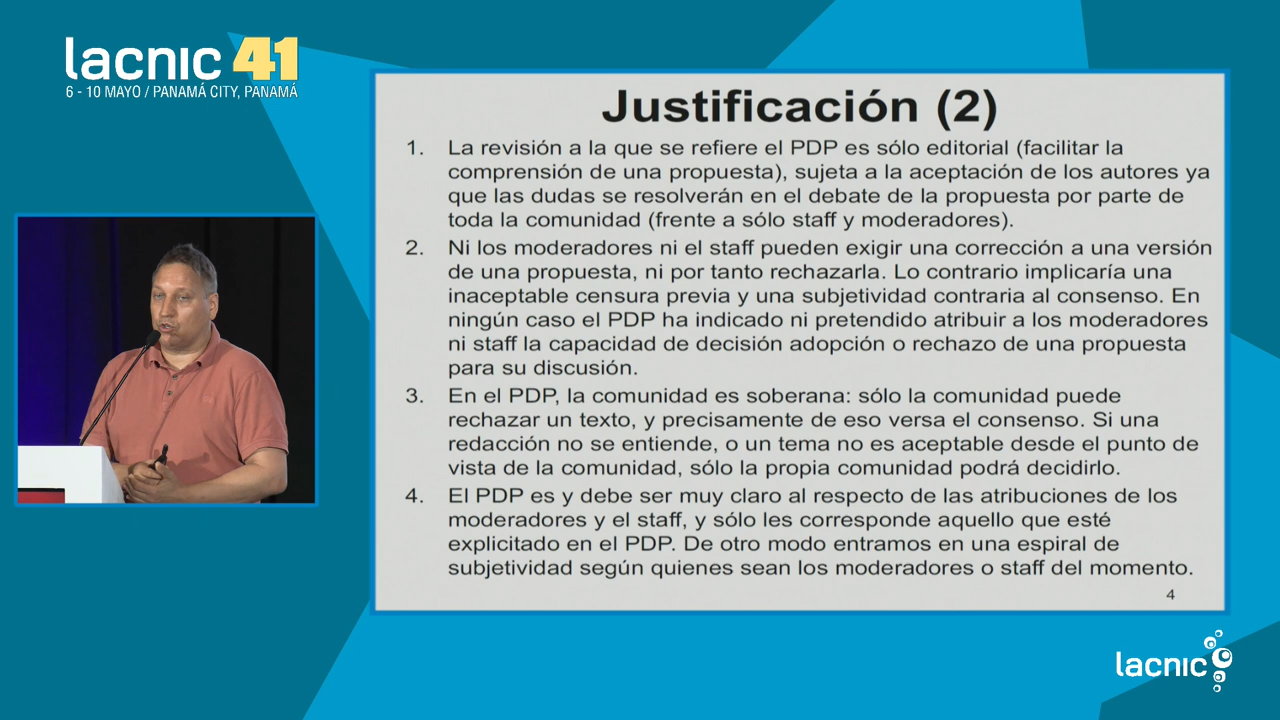 lacnic 41
6 - 10 MAYO / PANAMÁ CITY, PANAMÁ
Justificación (2)
1. La revisión a la que se refiere el PDP es sólo editorial (facilitar la
comprensión de una propuesta), sujeta a la aceptación de los autores ya
que las dudas se resolverán en el debate de la propuesta por parte de
toda la comunidad (frente a sólo staff y moderadores).
2. Ni los moderadores ni el staff pueden exigir una corrección a una versión
de una propuesta, ni por tanto rechazarla. Lo contrario implicaría una
inaceptable censura previa y una subjetividad contraria al consenso. En
ningún caso el PDP ha indicado ni pretendido atribuir a los moderadores
ni staff la capacidad de decisión adopción o rechazo de una propuesta
para su discusión.
3. En el PDP, la comunidad es soberana: sólo la comunidad puede
rechazar un texto, y precisamente de eso versa el consenso. Si una
redacción no se entiende, o un tema no es aceptable desde el punto de
vista de la comunidad, sólo la propia comunidad podrá decidirlo.
4. El PDP es y debe ser muy claro al respecto de las atribuciones de los
moderadores y el staff, y sólo les corresponde aquello que esté
explicitado en el PDP. De otro modo entramos en una espiral de
subjetividad según quienes sean los moderadores o staff del momento.
4
lacnic